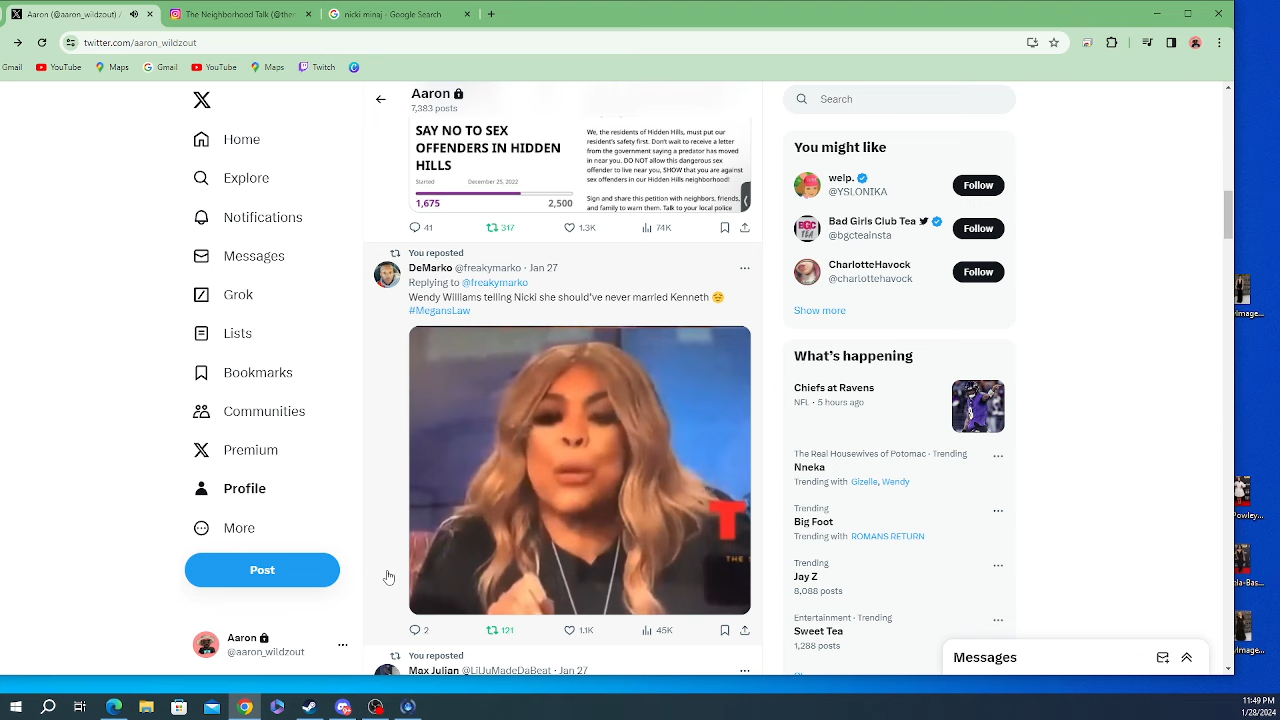 Aaron (@aaron_wildzout)
The Neighborhood Talk (@thene
nicki minaj - Google Search
twitter.com/aaron_wildzout
Gmail
YouTube
Maps
Gmail
YouTube
Maps
Twitch
Aaron
7,383 posts
Home
Explore
Notifications
Messages
Grok
Lists
Bookmarks
Communities
Premium
Profile
More
Post
Aaron
@aaron_wildzout
SAY NO TO SEX
OFFENDERS IN HIDDEN
HILLS
Started December 25, 2022
1,675 2,500
We, the residents of Hidden Hills, must put our
resident's safety first. Don't wait to receive a letter
from the government saying a predator has moved
in near you. DO NOT allow this dangerous sex
offender to live near you, SHOW that you are against
sex offenders in our Hidden Hills neighborhood!
Sign and share this petition with neighbors, friends,
and family to warn them. Talk to your local police
41 317 1.3K 74K
You reposted
DeMarko @freakymarko · Jan 27
Replying to @freakymarko
Wendy Williams telling Nicki she should've never married Kenneth 😌
#MegansLaw
T
THE
2 121 1.1K 45K
You reposted
Max Julian @LiUuMadeDaBeat · Jan 27
Search
You might like
welp.
@YSLONIKA
Follow
Bad Girls Club Tea
@bgcteainsta
Follow
CharlotteHavock
@charlottehavock
Follow
Show more
What's happening
Chiefs at Ravens
NFL · 5 hours ago
The Real Housewives of Potomac · Trending
Nneka
Trending with Gizelle, Wendy
Trending
Big Foot
Trending with ROMANS RETURN
Trending
Jay Z
8,088 posts
Entertainment · Trending
Sweet Tea
1,288 posts
Messages
11:49 PM
1/28/2024